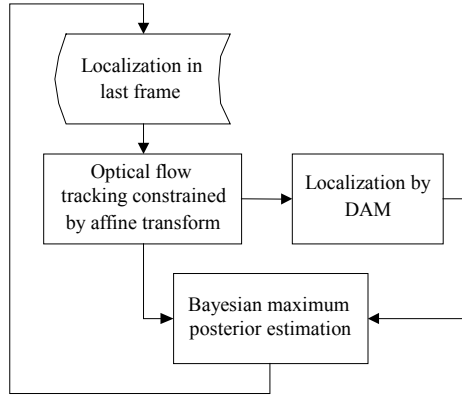 Localization in
last frame
Optical flow
tracking constrained
by affine transform
Localization by
DAM
Bayesian maximum
posterior estimation